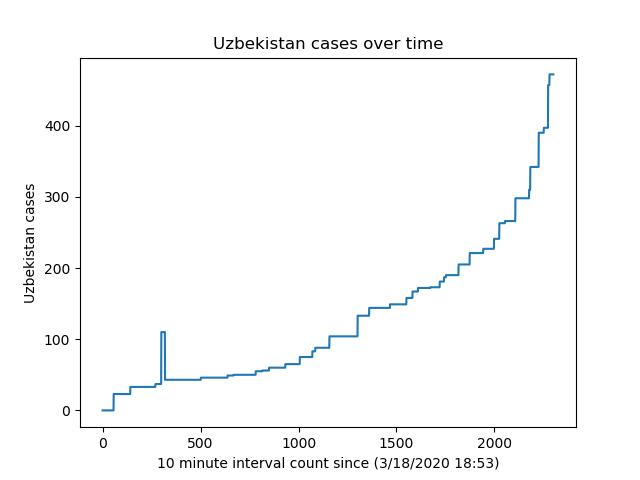 Uzbekistan cases over time
400
300
200
100
0
Uzbekistan cases
0 500 1000 1500 2000
10 minute interval count since (3/18/2020 18:53)